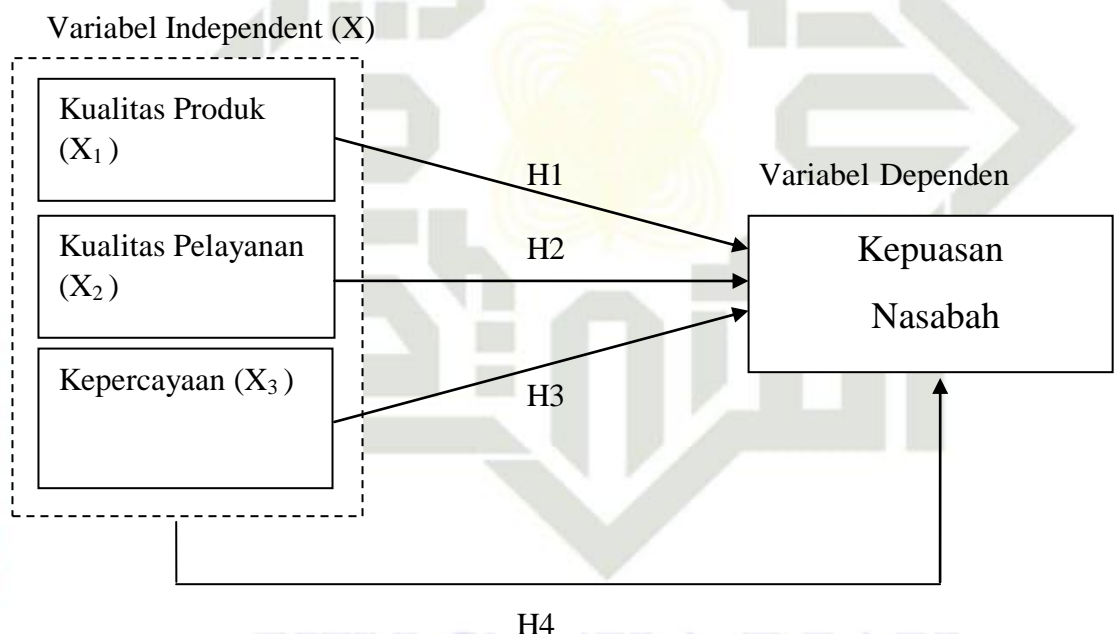 Variabel Independent (X)
Kualitas Produk
(X₁ )
H1
Variabel Dependen
Kualitas Pelayanan
(X₂ )
H2
Kepuasan
Nasabah
Kepercayaan (X₃ )
H3
H4